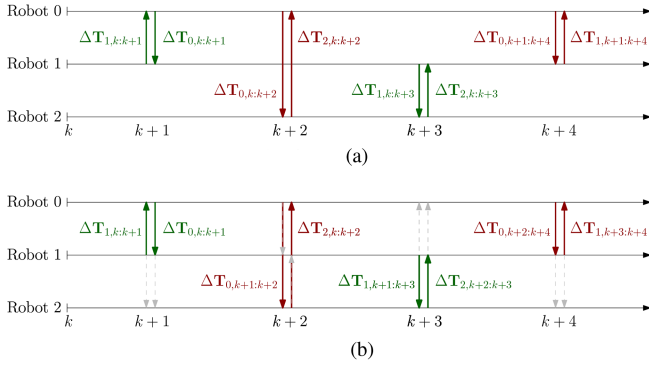 Robot 0
ΔT₁,ₖ:ₖ₊₁ ΔT₀,ₖ:ₖ₊₁ ΔT₂,ₖ:ₖ₊₂ ΔT₀,ₖ₊₁:ₖ₊₄ ΔT₁,ₖ₊₁:ₖ₊₄
Robot 1
ΔT₀,ₖ:ₖ₊₂ ΔT₁,ₖ:ₖ₊₃ ΔT₂,ₖ:ₖ₊₃
Robot 2
k k + 1 k + 2 k + 3 k + 4
(a)
Robot 0
ΔT₁,ₖ:ₖ₊₁ ΔT₀,ₖ:ₖ₊₁ ΔT₂,ₖ:ₖ₊₂ ΔT₀,ₖ₊₂:ₖ₊₄ ΔT₁,ₖ₊₃:ₖ₊₄
Robot 1
ΔT₀,ₖ₊₁:ₖ₊₂ ΔT₁,ₖ₊₁:ₖ₊₃ ΔT₂,ₖ₊₂:ₖ₊₃
Robot 2
k k + 1 k + 2 k + 3 k + 4
(b)